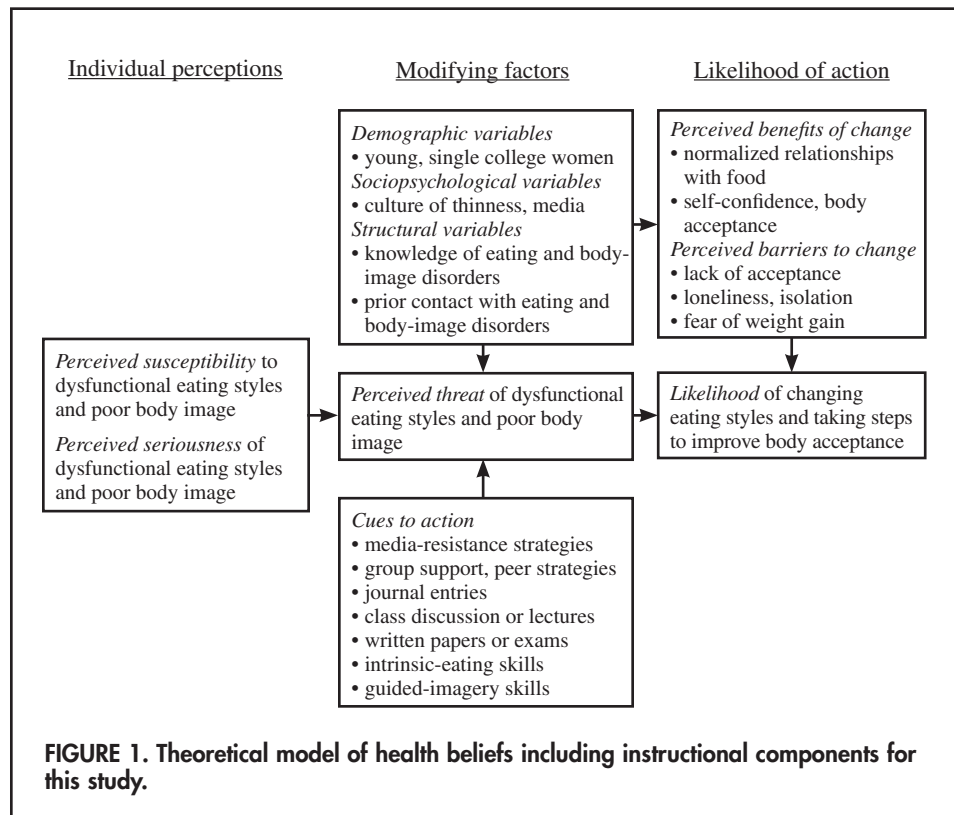 Individual perceptions
Modifying factors
Likelihood of action
Demographic variables
• young, single college women
Sociopsychological variables
• culture of thinness, media
Structural variables
• knowledge of eating and body-
image disorders
• prior contact with eating and
body-image disorders
Perceived benefits of change
• normalized relationships
with food
• self-confidence, body
acceptance
Perceived barriers to change
• lack of acceptance
• loneliness, isolation
• fear of weight gain
Perceived susceptibility to
dysfunctional eating styles
and poor body image
Perceived seriousness of
dysfunctional eating styles
and poor body image
Perceived threat of dysfunctional
eating styles and poor body
image
Likelihood of changing
eating styles and taking steps
to improve body acceptance
Cues to action
• media-resistance strategies
• group support, peer strategies
• journal entries
• class discussion or lectures
• written papers or exams
• intrinsic-eating skills
• guided-imagery skills
FIGURE 1. Theoretical model of health beliefs including instructional components for
this study.